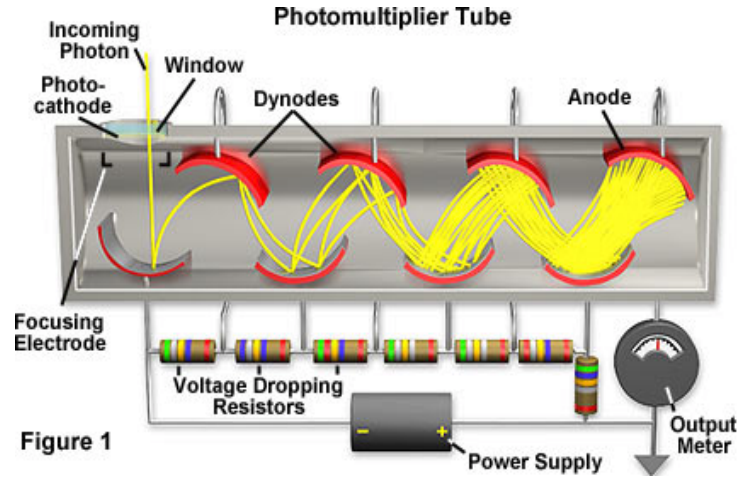 Photomultiplier Tube
Incoming
Photon
Window
Photo-
cathode
Dynodes
Anode
Focusing
Electrode
Voltage Dropping
Resistors
Output
Meter
Power Supply
Figure 1
- +